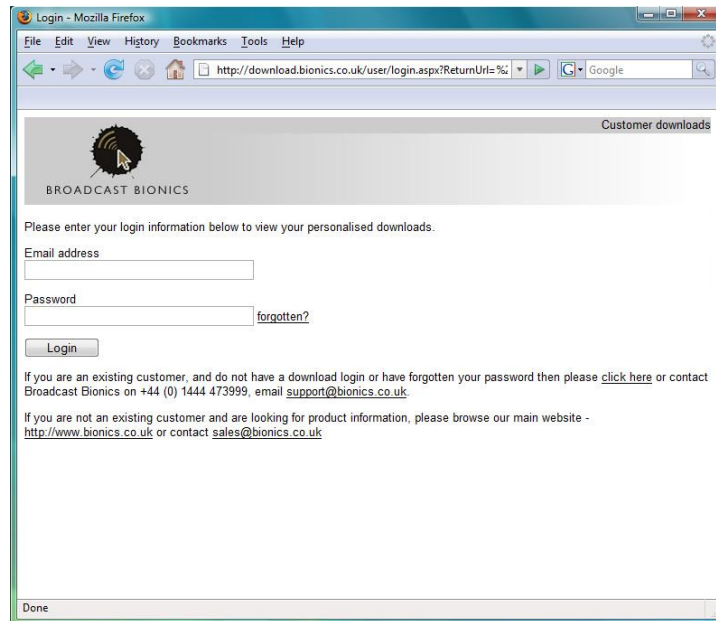 Login - Mozilla Firefox
File Edit View History Bookmarks Tools Help
http://download.bionics.co.uk/user/login.aspx?ReturnUrl=%2
G Google
Customer downloads
BROADCAST BIONICS
Please enter your login information below to view your personalised downloads.
Email address
Password
forgotten?
Login
If you are an existing customer, and do not have a download login or have forgotten your password then please click here or contact
Broadcast Bionics on +44 (0) 1444 473999, email support@bionics.co.uk.
If you are not an existing customer and are looking for product information, please browse our main website -
http://www.bionics.co.uk or contact sales@bionics.co.uk
Done